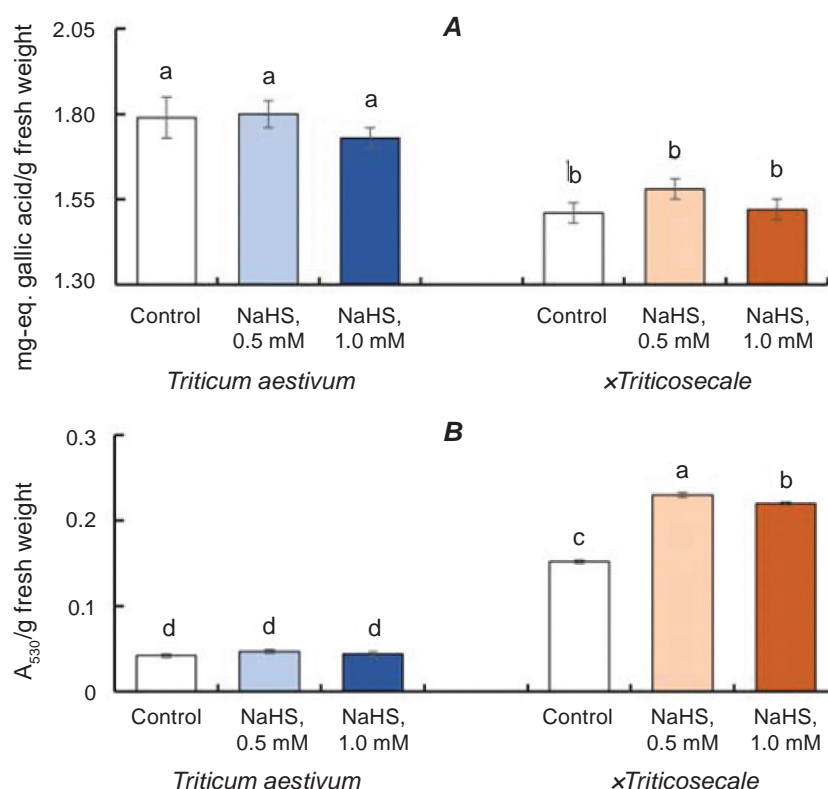 A
mg-eq. gallic acid/g fresh weight
2.05
1.80
1.55
1.30
a
a
a
b
b
b
Control
NaHS,
0.5 mM
NaHS,
1.0 mM
Control
NaHS,
0.5 mM
NaHS,
1.0 mM
Triticum aestivum
×Triticosecale
B
A530/g fresh weight
0.3
0.2
0.1
0
d
d
d
c
a
b
Control
NaHS,
0.5 mM
NaHS,
1.0 mM
Control
NaHS,
0.5 mM
NaHS,
1.0 mM
Triticum aestivum
×Triticosecale